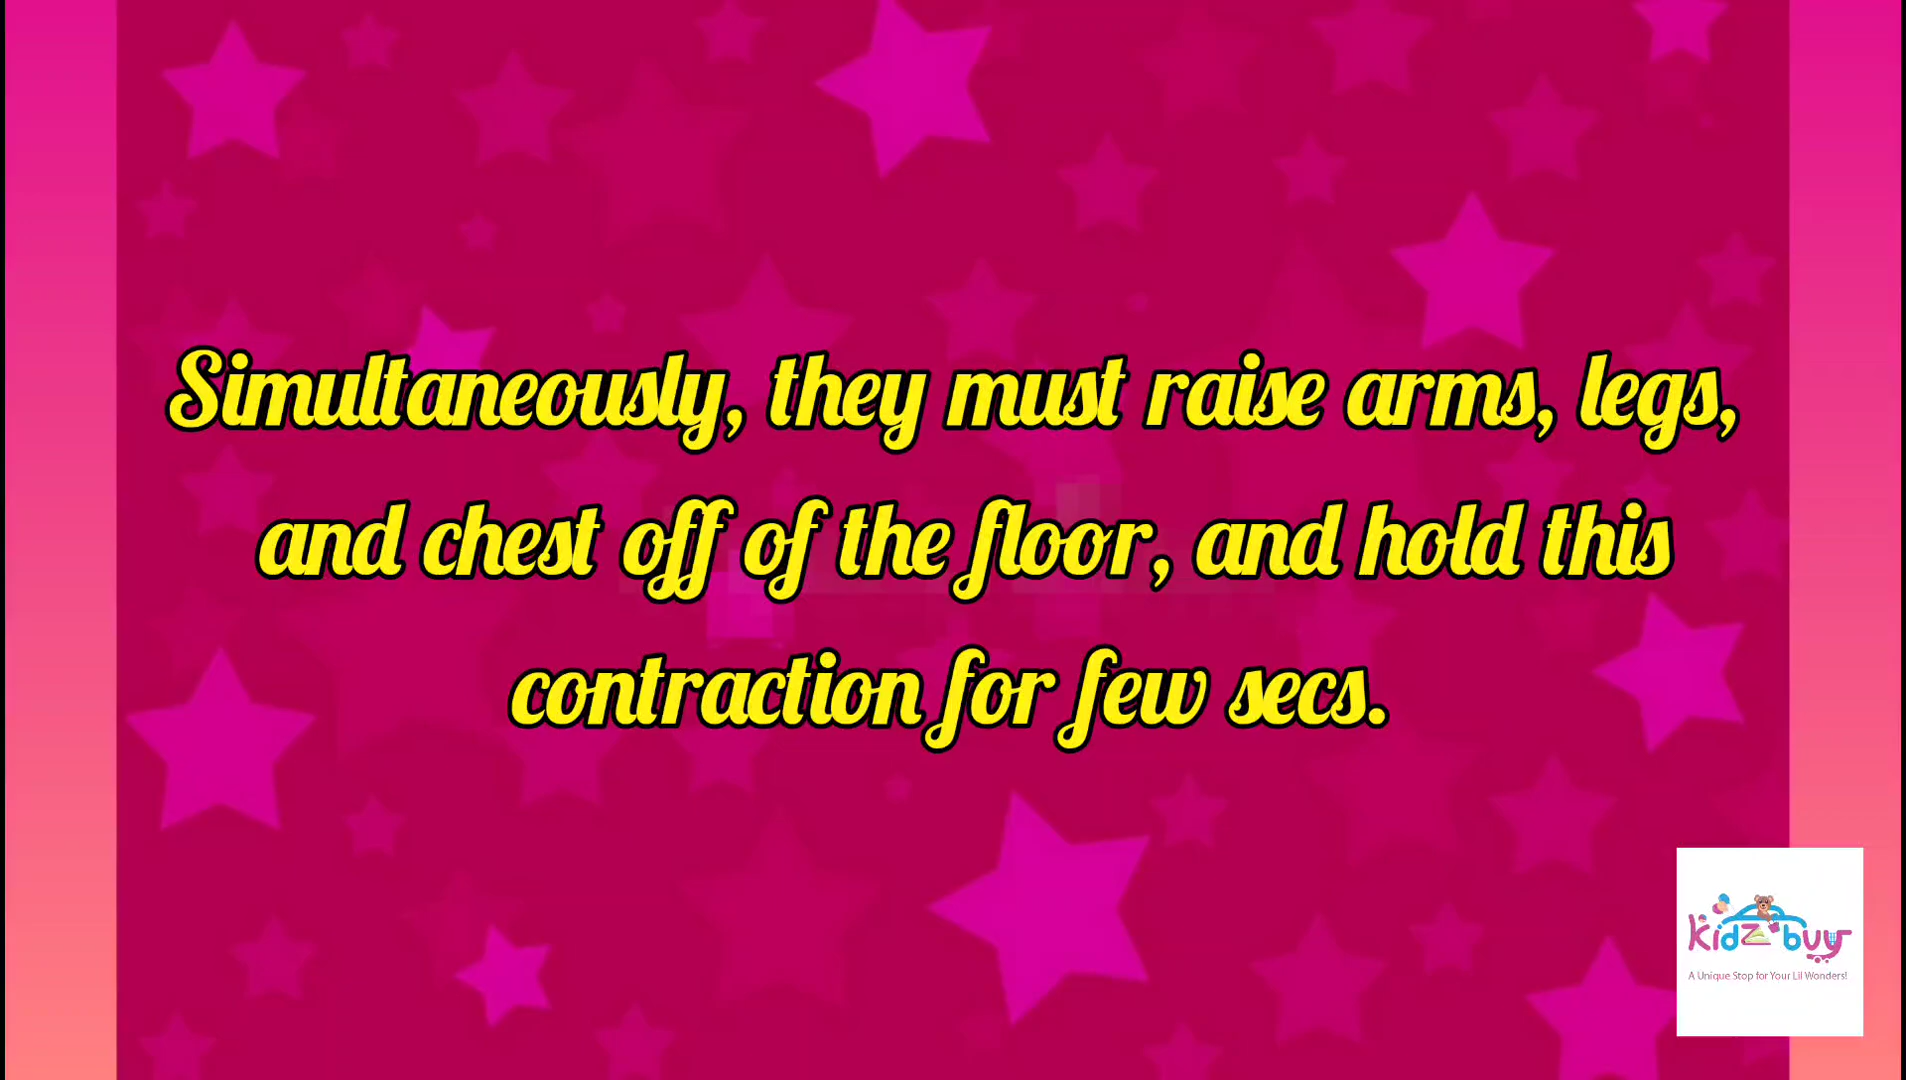 Simultaneously, they must raise arms, legs,
and chest off of the floor, and hold this
contraction for few secs.
kidz buy
A Unique Stop for Your Lil Wonders!